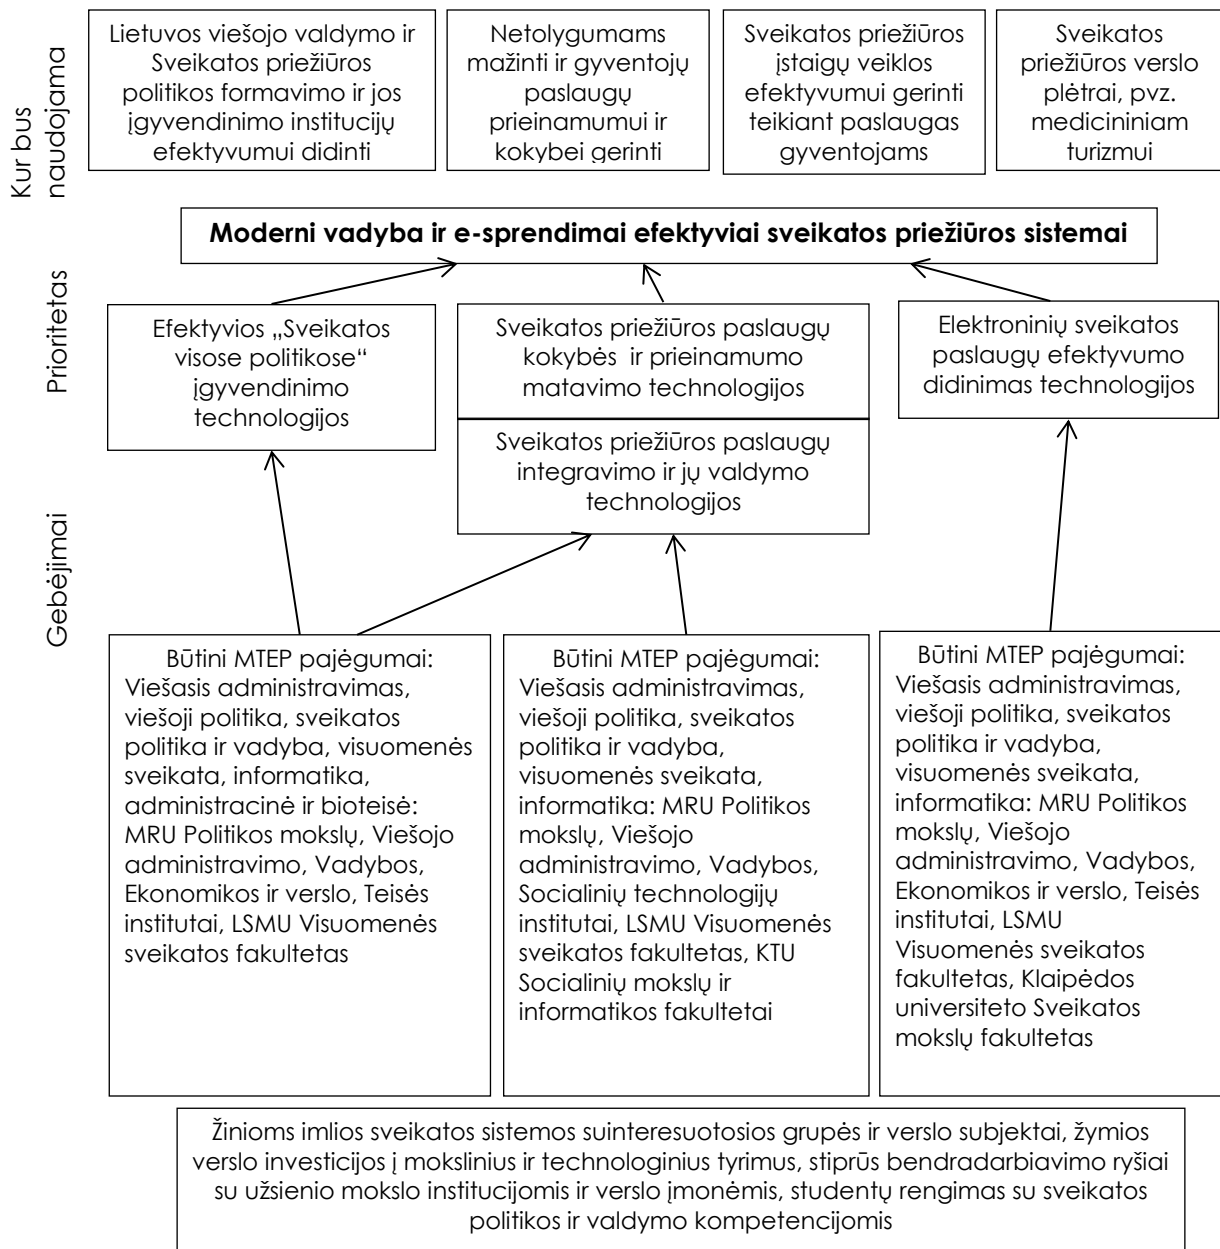 Kur bus
naudojama
Lietuvos viešojo valdymo ir
Sveikatos priežiūros
politikos formavimo ir jos
įgyvendinimo institucijų
efektyvumui didinti
Netolygumams
mažinti ir gyventojų
paslaugų
prieinamumui ir
kokybei gerinti
Sveikatos priežiūros
įstaigų veiklos
efektyvumui gerinti
teikiant paslaugas
gyventojams
Sveikatos
priežiūros verslo
plėtrai, pvz.
medicininiam
turizmui
Moderni vadyba ir e-sprendimai efektyviai sveikatos priežiūros sistemai
Prioritetas
Efektyvios „Sveikatos
visose politikose“
įgyvendinimo
technologijos
Sveikatos priežiūros paslaugų
kokybės  ir prieinamumo
matavimo technologijos
Sveikatos priežiūros paslaugų
integravimo ir jų valdymo
technologijos
Elektroninių sveikatos
paslaugų efektyvumo
didinimas technologijos
Gebėjimai
Būtini MTEP pajėgumai:
Viešasis administravimas,
viešoji politika, sveikatos
politika ir vadyba, visuomenės
sveikata, informatika,
administracinė ir bioteisė:
MRU Politikos mokslų, Viešojo
administravimo, Vadybos,
Ekonomikos ir verslo, Teisės
institutai, LSMU Visuomenės
sveikatos fakultetas
Būtini MTEP pajėgumai:
Viešasis administravimas,
viešoji politika, sveikatos
politika ir vadyba,
visuomenės sveikata,
informatika: MRU Politikos
mokslų, Viešojo
administravimo, Vadybos,
Socialinių technologijų
institutai, LSMU Visuomenės
sveikatos fakultetas, KTU
Socialinių mokslų ir
informatikos fakultetai
Būtini MTEP pajėgumai:
Viešasis administravimas,
viešoji politika, sveikatos
politika ir vadyba,
visuomenės sveikata,
informatika: MRU Politikos
mokslų, Viešojo
administravimo, Vadybos,
Ekonomikos ir verslo, Teisės
institutai, LSMU
Visuomenės sveikatos
fakultetas, Klaipėdos
universiteto Sveikatos
mokslų fakultetas
Žinioms imlios sveikatos sistemos suinteresuotosios grupės ir verslo subjektai, žymios
verslo investicijos į mokslinius ir technologinius tyrimus, stiprūs bendradarbiavimo ryšiai
su užsienio mokslo institucijomis ir verslo įmonėmis, studentų rengimas su sveikatos
politikos ir valdymo kompetencijomis